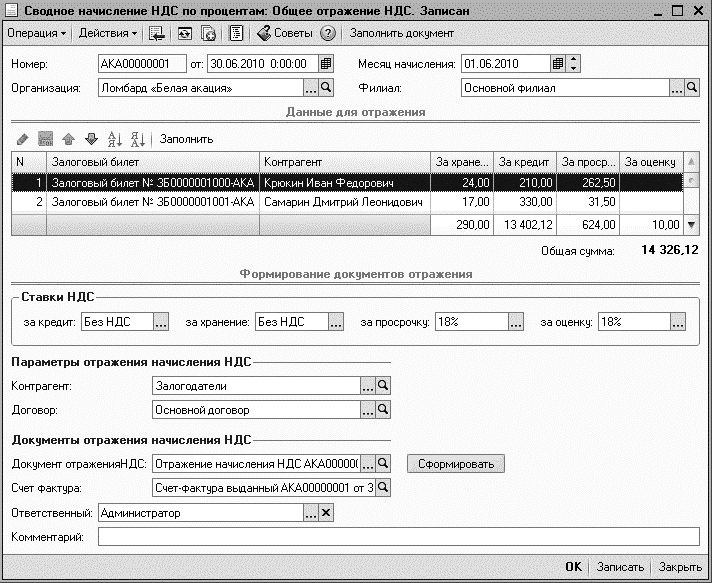 Сводное начисление НДС по процентам: Общее отражение НДС. Записан
Операция Действия Советы ? Заполнить документ
Номер: АКА00000001 от: 30.06.2010 0:00:00 Месяц начисления: 01.06.2010
Организация: Ломбард «Белая акация» ... Филиал: Основной филиал ...
Данные для отражения
Заполнить
N Залоговый билет Контрагент За хране... За кредит За проср... За оценку
1 Залоговый билет № ЗБ0000001000-АКА Крюкин Иван Федорович 24,00 210,00 262,50
2 Залоговый билет № ЗБ0000001001-АКА Самарин Дмитрий Леонидович 17,00 330,00 31,50
290,00 13 402,12 624,00 10,00
Общая сумма: 14 326,12
Формирование документов отражения
Ставки НДС
за кредит: Без НДС ... за хранение: Без НДС ... за просрочку: 18% ... за оценку: 18% ...
Параметры отражения начисления НДС
Контрагент: Залогодатели ...
Договор: Основной договор ...
Документы отражения начисления НДС
Документ отраженияНДС: Отражение начисления НДС АКА00000( ... Сформировать
Счет фактура: Счет-фактура выданный АКА00000001 от 3
Ответственный: Администратор ... ×
Комментарий:
OK Записать Закрыть